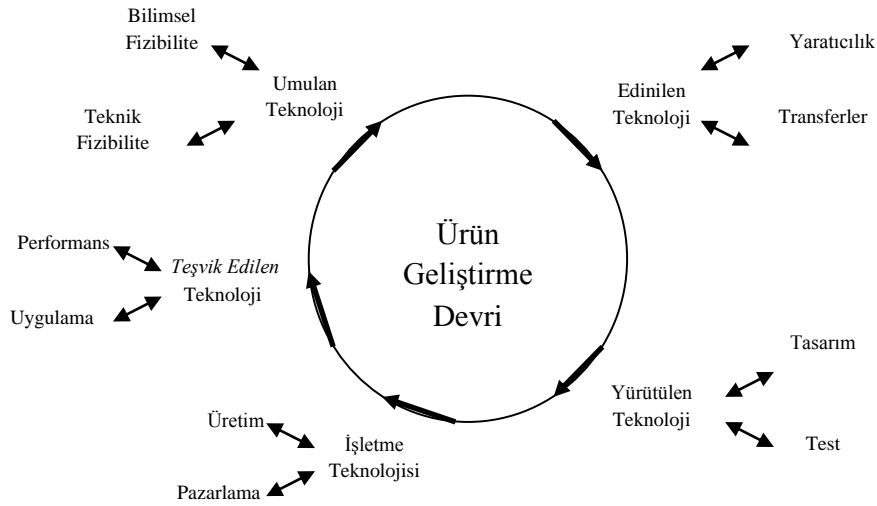 Bilimsel
Fizibilite
Umulan
Teknoloji
Teknik
Fizibilite
Yaratıcılık
Edinilen
Teknoloji
Transferler
Ürün
Geliştirme
Devri
Performans
Teşvik Edilen
Teknoloji
Uygulama
Tasarım
Yürütülen
Teknoloji
Test
Üretim
İşletme
Teknolojisi
Pazarlama